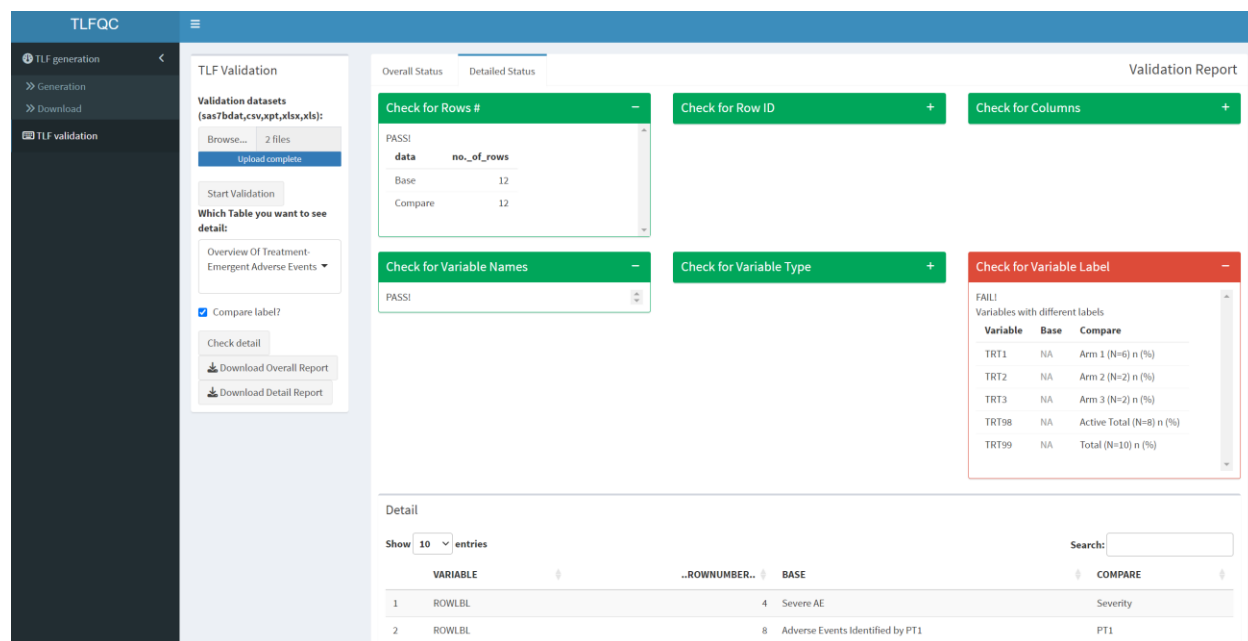 TLFQC
TLF generation
Generation
Download
TLF validation
TLF Validation
Validation datasets
(sas7bdat,csv,xpt,xlsx,xls):
Browse... 2 files
Upload complete
Start Validation
Which Table you want to see
detail:
Overview Of Treatment-
Emergent Adverse Events
Compare label?
Check detail
Download Overall Report
Download Detail Report
Overall Status Detailed Status Validation Report
Check for Rows # −
PASS!
data no._of_rows
Base 12
Compare 12
Check for Row ID +
Check for Columns +
Check for Variable Names −
PASS!
Check for Variable Type +
Check for Variable Label −
FAIL!
Variables with different labels
Variable Base Compare
TRT1 NA Arm 1 (N=6) n (%)
TRT2 NA Arm 2 (N=2) n (%)
TRT3 NA Arm 3 (N=2) n (%)
TRT98 NA Active Total (N=8) n (%)
TRT99 NA Total (N=10) n (%)
Detail
Show 10 entries Search:
VARIABLE ..ROWNUMBER.. BASE COMPARE
1 ROWLBL 4 Severe AE Severity
2 ROWLBL 8 Adverse Events Identified by PT1 PT1